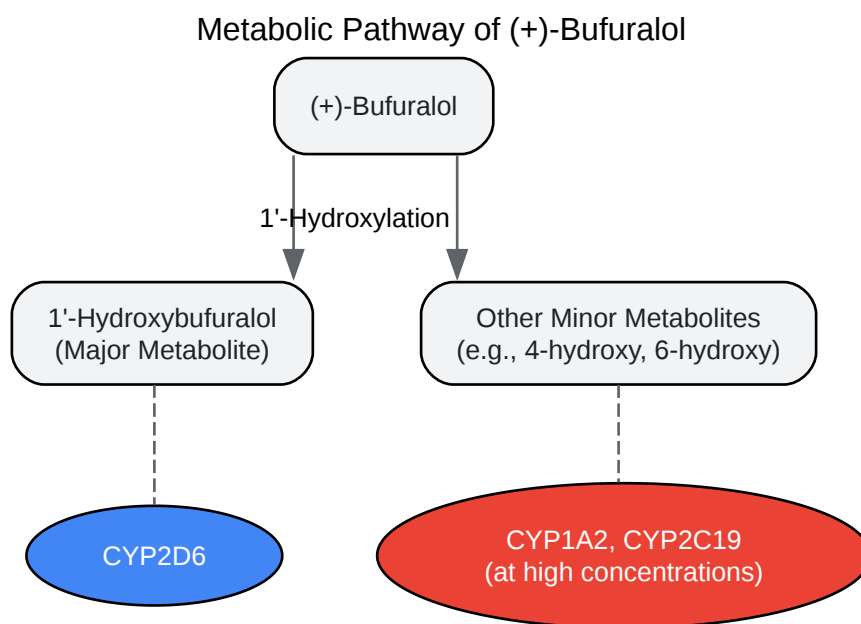 Metabolic Pathway of (+)-Bufuralol
(+)-Bufuralol
1'-Hydroxylation
1'-Hydroxybufuralol
(Major Metabolite)
Other Minor Metabolites
(e.g., 4-hydroxy, 6-hydroxy)
CYP2D6
CYP1A2, CYP2C19
(at high concentrations)